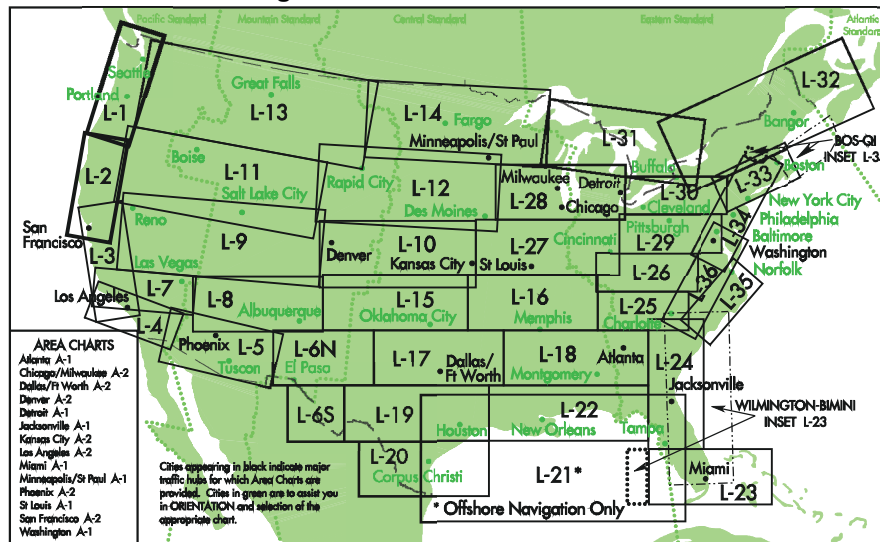 Pacific Standard
Mountain Standard
Central Standard
Eastern Standard
Atlantic
Standard
Seattle
Portland
L-1
Great Falls
L-13
L-14
Fargo
Minneapolis/St Paul
L-31
L-32
Bangor
BOS-
INSET L-3
Boise
L-11
Salt Lake City
L-2
Rapid City
L-12
Des Moines
Milwaukee
L-28
Chicago
Detroit
Buffalo
L-30
Cleveland
Pittsburgh
L-33
Boston
New York City
Philadelphia
Baltimore
Washington
Norfolk
L-34
San
Francisco
Reno
L-3
L-9
Denver
L-10
Kansas City
St Louis
L-27
Cincinnati
L-29
L-26
L-36
L-35
Las Vegas
L-7
L-8
Albuquerque
L-15
Oklahoma City
L-16
Memphis
L-25
Charlotte
Los Angeles
L-4
Phoenix
L-5
Tucson
L-6N
El Paso
L-17
Dallas/
Ft Worth
L-18
Montgomery
Atlanta
L-24
Jacksonville
L-6S
L-19
Houston
L-22
New Orleans
Tampa
WILMINGTON-BIMINI
INSET L-23
L-20
Corpus Christi
L-21*
* Offshore Navigation Only
Miami
L-23
AREA CHARTS
Atlanta A-1
Chicago/Milwaukee A-2
Dallas/Ft Worth A-2
Denver A-2
Detroit A-1
Jacksonville A-1
Kansas City A-2
Los Angeles A-2
Miami A-1
Minneapolis/St Paul A-1
Phoenix A-2
St Louis A-1
San Francisco A-2
Washington A-1
Cities appearing in black indicate major
traffic hubs for which Area Charts are
provided. Cities in green are to assist you
in ORIENTATION and selection of the
appropriate chart.